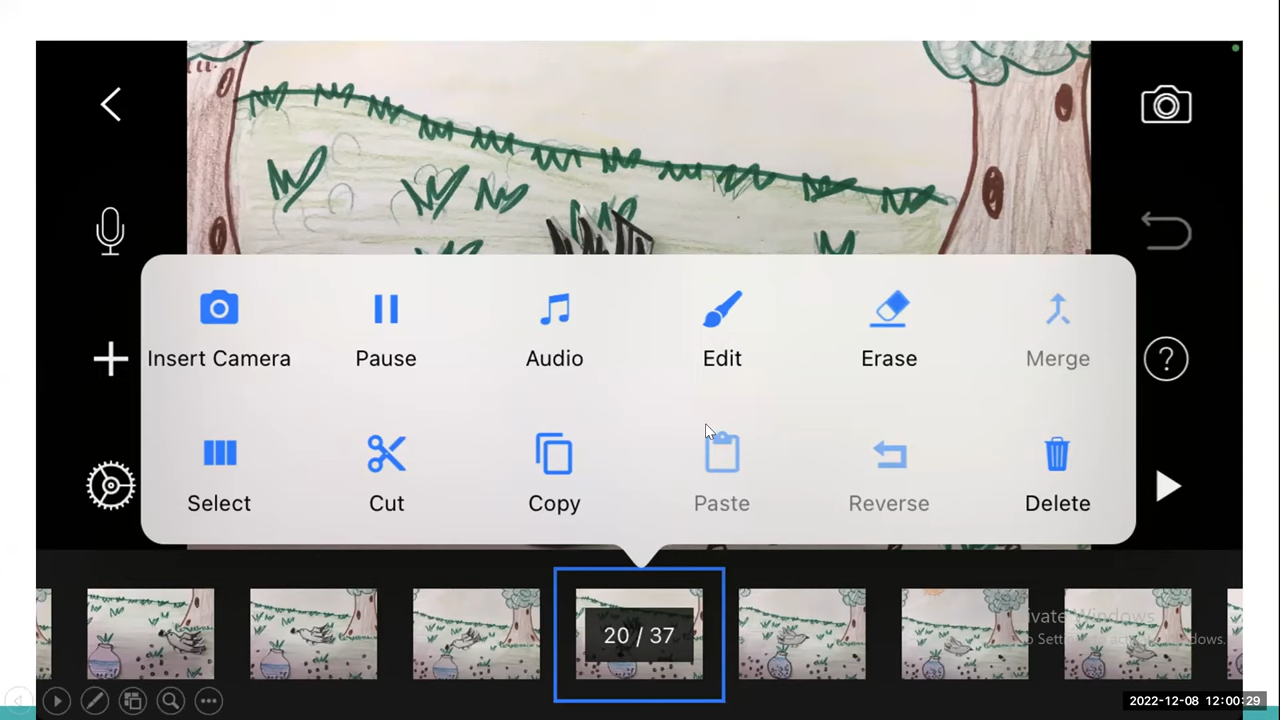 Insert Camera
Pause
Audio
Edit
Erase
Merge
Select
Cut
Copy
Paste
Reverse
Delete
20 / 37
Windows
2022-12-08 12:00:29